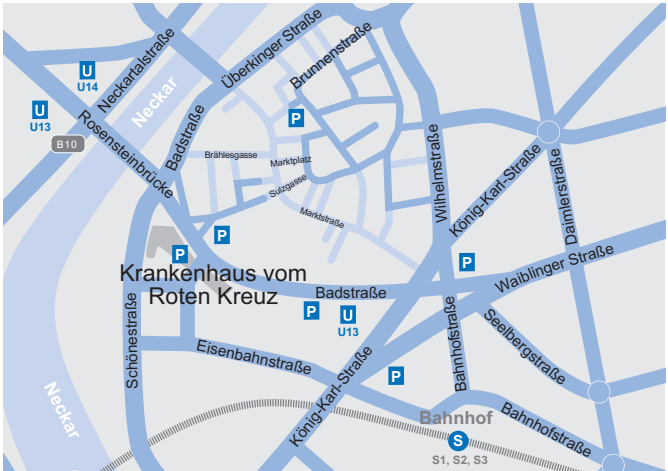 Überkinger Straße
Neckartalstraße
Brunnenstraße
P
U
U14
U
U13
Neckar
Rosensteinbrücke
B10
Badstraße
P
Brählesgasse
Marktplatz
Sulzgasse
Marktstraße
Wilhelmstraße
König-Karl-Straße
Daimlerstraße
P
P
Krankenhaus vom
Roten Kreuz
P
Waiblinger Straße
Badstraße
P
U
U13
Schönestraße
Eisenbahnstraße
König-Karl-Straße
P
Bahnhofstraße
Seelbergstraße
Neckar
Bahnhof
S
S1, S2, S3
Bahnhofstraße